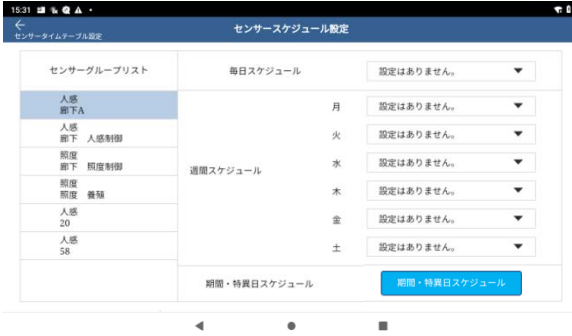 15:31
センサータイムテーブル設定
センサースケジュール設定
センサーグループリスト
人感
廊下A
人感
廊下 人感制御
照度
廊下 照度制御
照度
照度 養殖
人感
20
人感
58
毎日スケジュール
設定はありません。
週間スケジュール
月
設定はありません。
火
設定はありません。
水
設定はありません。
木
設定はありません。
金
設定はありません。
土
設定はありません。
期間・特異日スケジュール
期間・特異日スケジュール